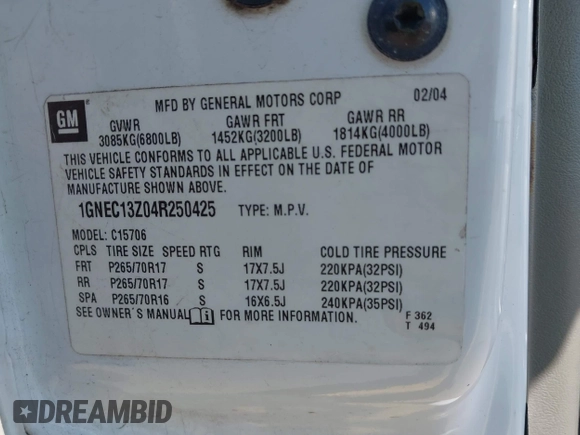 GM
MFD BY GENERAL MOTORS CORP 02/04
GVWR GAWR FRT GAWR RR
3085KG(6800LB) 1452KG(3200LB) 1814KG(4000LB)
THIS VEHICLE CONFORMS TO ALL APPLICABLE U.S. FEDERAL MOTOR
VEHICLE SAFETY STANDARDS IN EFFECT ON THE DATE OF
MANUFACTURE SHOWN ABOVE.
1GNEC13Z04R250425 TYPE: M.P.V.
MODEL: C15706
CPLS TIRE SIZE SPEED RTG RIM COLD TIRE PRESSURE
FRT P265/70R17 S 17X7.5J 220KPA(32PSI)
RR P265/70R17 S 17X7.5J 220KPA(32PSI)
SPA P265/70R16 S 16X6.5J 240KPA(35PSI)
SEE OWNER'S MANUAL i FOR MORE INFORMATION.
F 362
T 494
DREAMBID